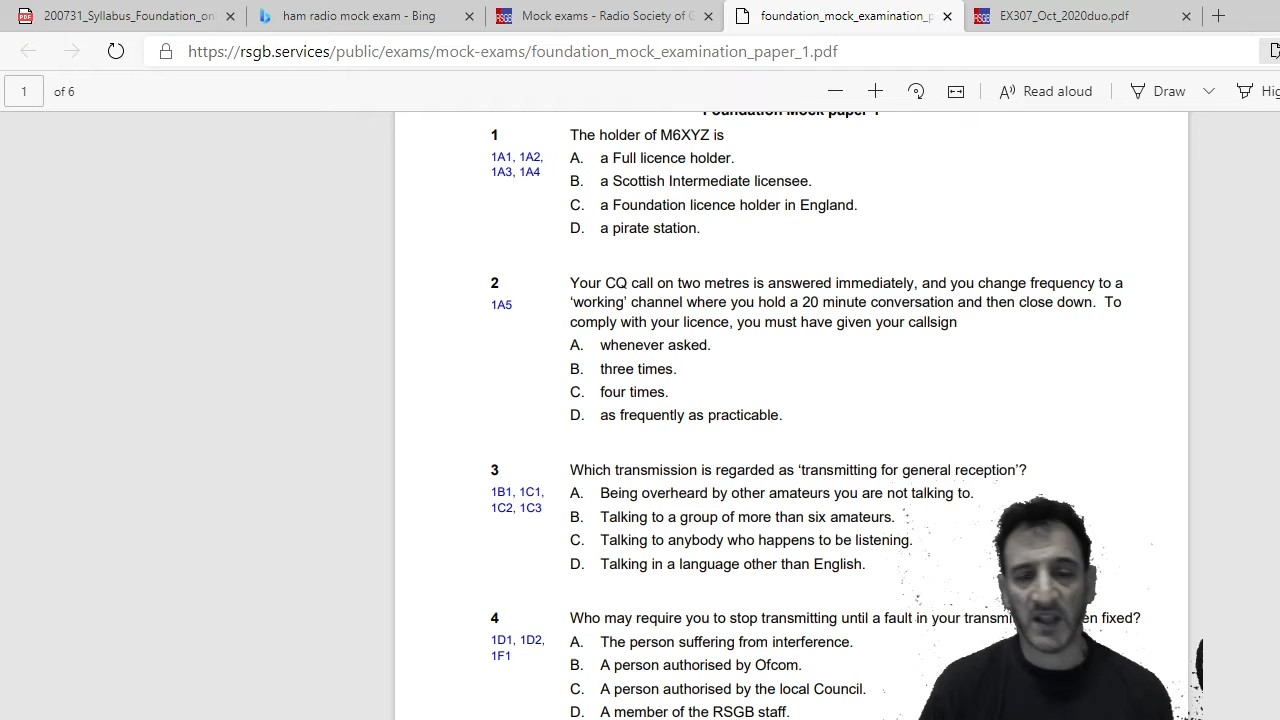 200731_Syllabus_Foundation_on
ham radio mock exam - Bing
Mock exams - Radio Society of G
foundation_mock_examination_p
EX307_Oct_2020duo.pdf
https://rsgb.services/public/exams/mock-exams/foundation_mock_examination_paper_1.pdf
1 of 6
Read aloud
Draw
Hig
Foundation Mock paper 1
1 The holder of M6XYZ is
1A1, 1A2,
1A3, 1A4
A. a Full licence holder.
B. a Scottish Intermediate licensee.
C. a Foundation licence holder in England.
D. a pirate station.
2 Your CQ call on two metres is answered immediately, and you change frequency to a
1A5
‘working’ channel where you hold a 20 minute conversation and then close down. To
comply with your licence, you must have given your callsign
A. whenever asked.
B. three times.
C. four times.
D. as frequently as practicable.
3 Which transmission is regarded as ‘transmitting for general reception’?
1B1, 1C1,
1C2, 1C3
A. Being overheard by other amateurs you are not talking to.
B. Talking to a group of more than six amateurs.
C. Talking to anybody who happens to be listening.
D. Talking in a language other than English.
4 Who may require you to stop transmitting until a fault in your transmi en fixed?
1D1, 1D2,
1F1
A. The person suffering from interference.
B. A person authorised by Ofcom.
C. A person authorised by the local Council.
D. A member of the RSGB staff.